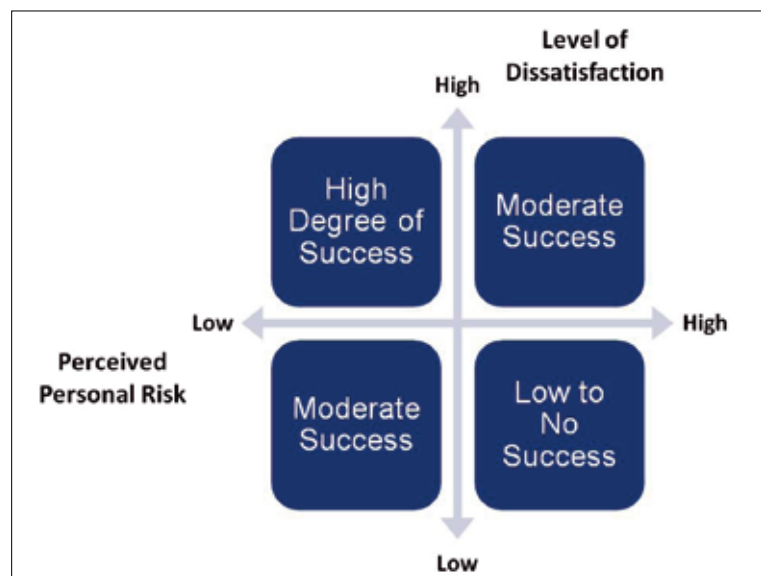 Level of
Dissatisfaction
High
High
Degree of
Success
Moderate
Success
Low
High
Perceived
Personal Risk
Moderate
Success
Low to
No
Success
Low